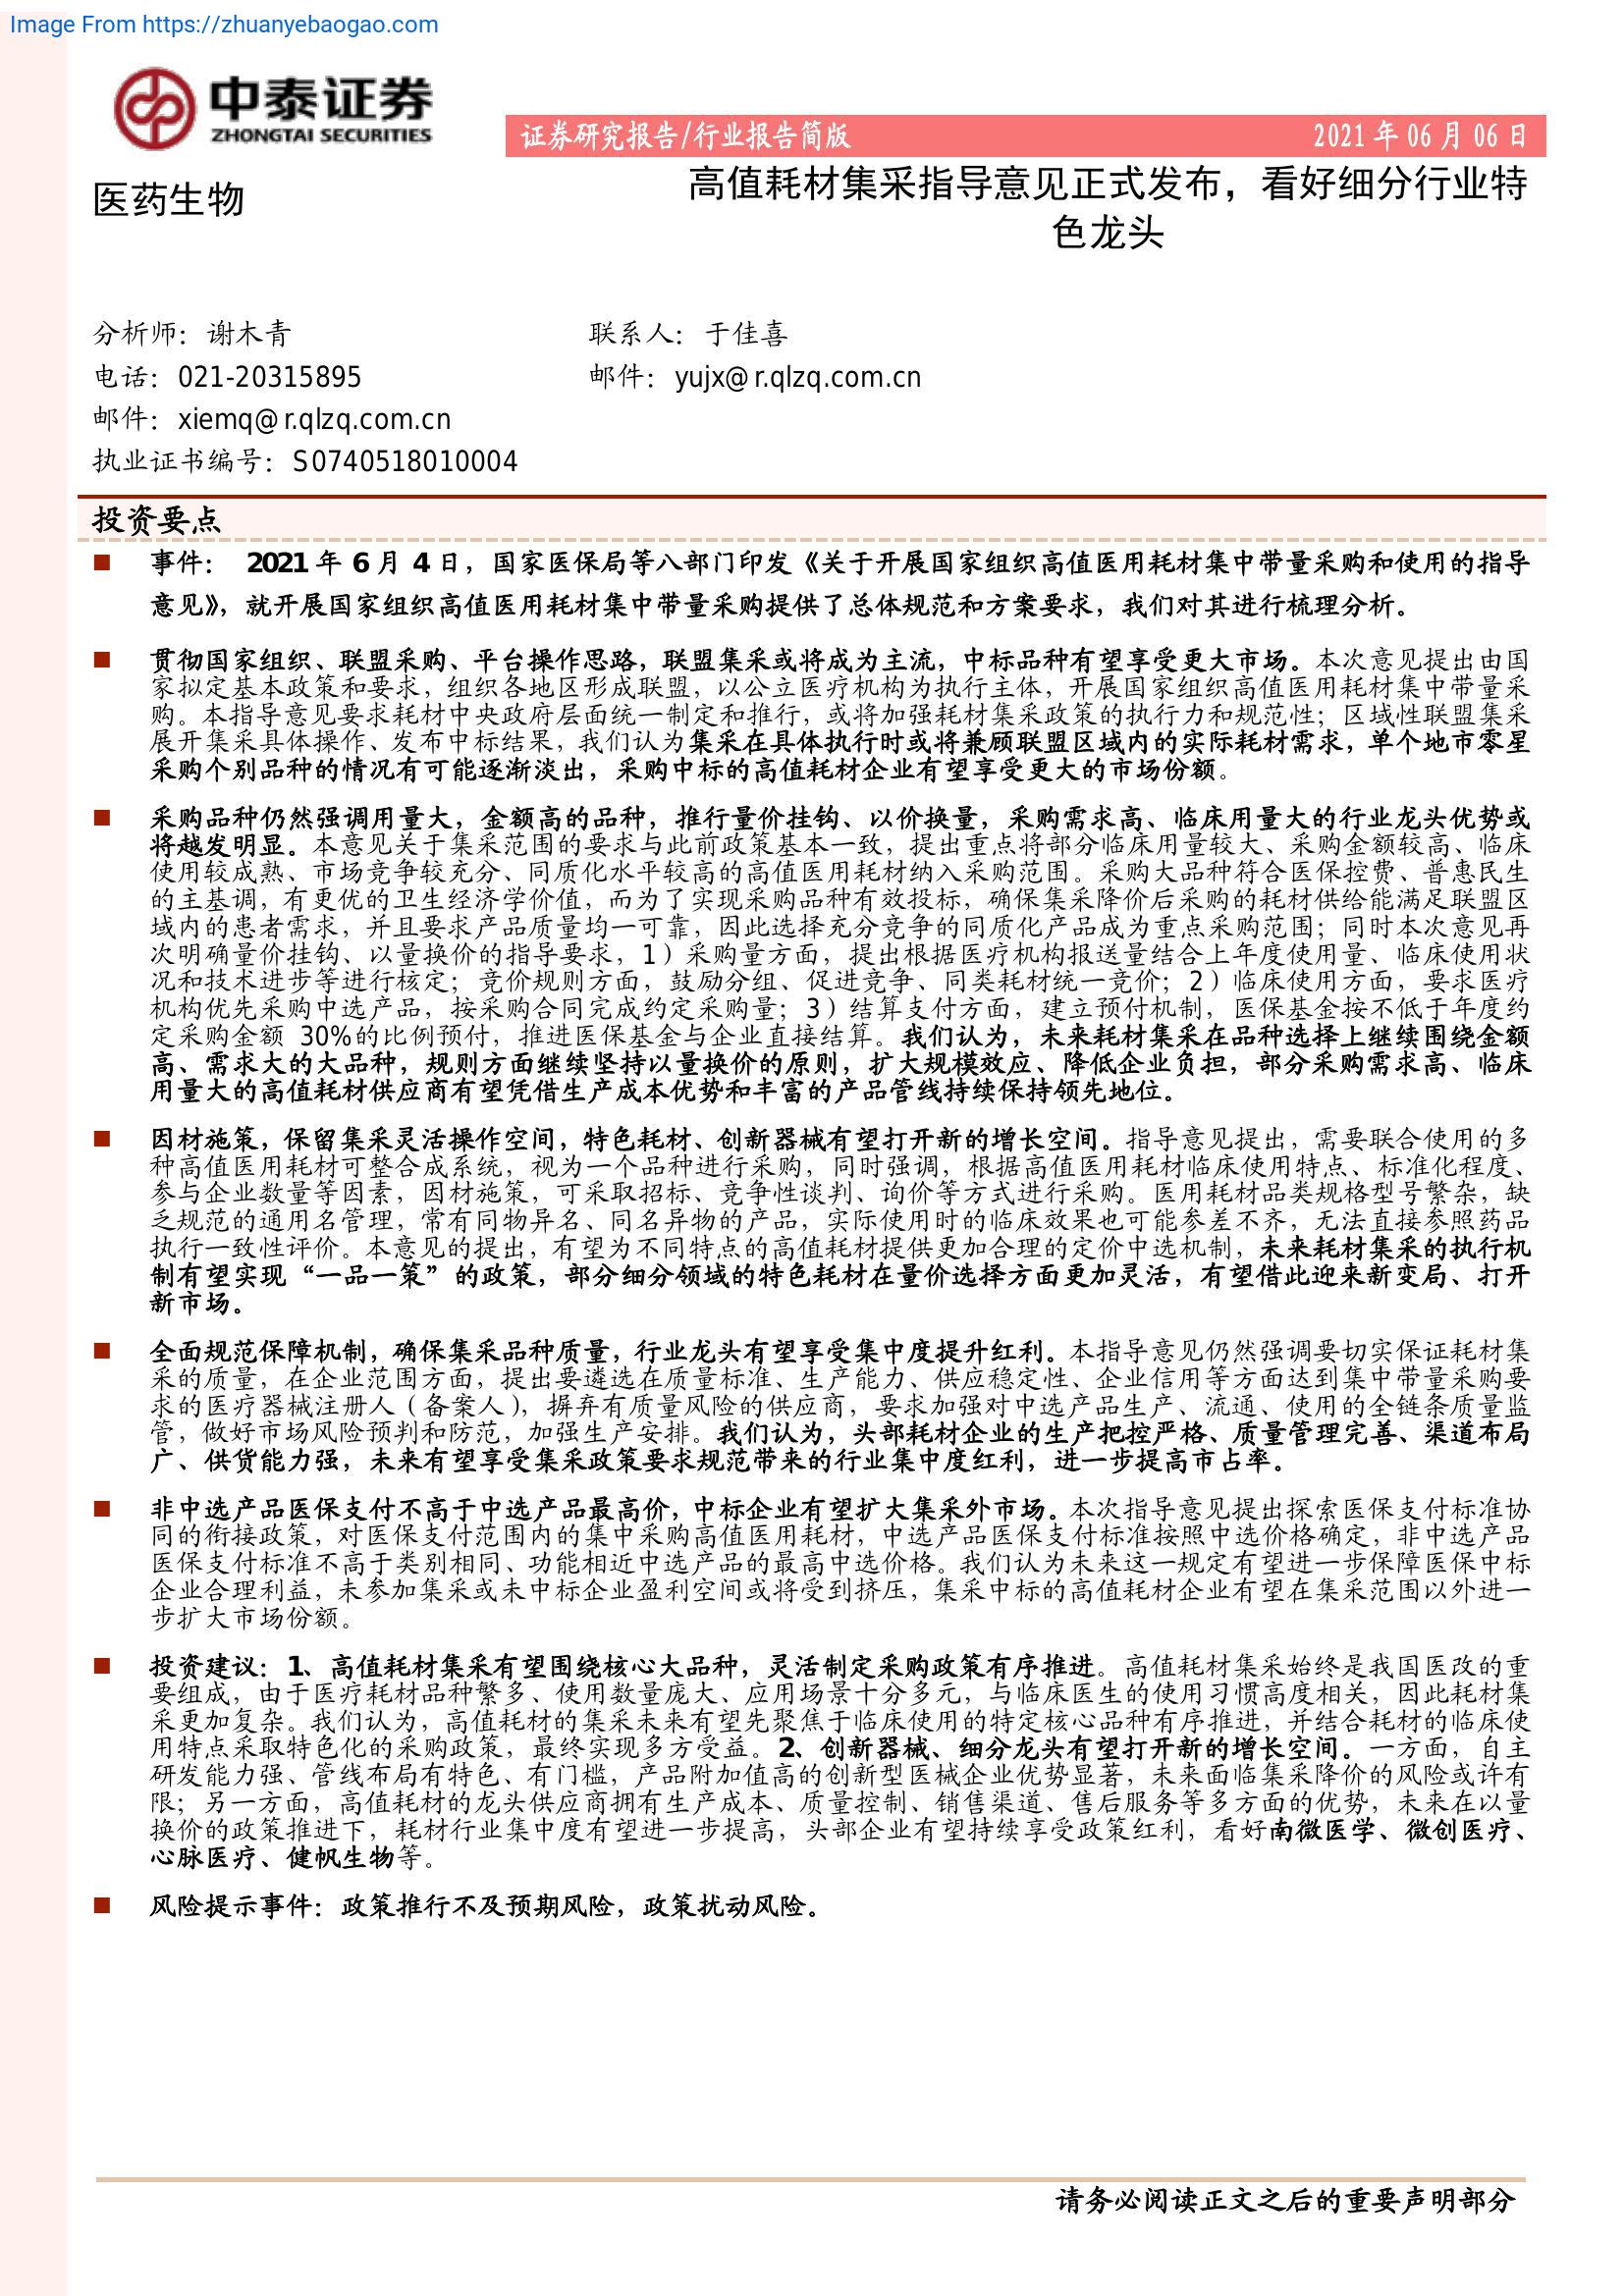 Image From https://zhuanyebaogao.com
中泰证券
ZHONGTAI SECURITIES
证券研究报告/行业报告简版 2021 年 06 月 06 日
医药生物
高值耗材集采指导意见正式发布，看好细分行业特
色龙头
分析师：谢木青 联系人：于佳喜
电话：021-20315895 邮件：yujx@r.qlzq.com.cn
邮件：xiemq@r.qlzq.com.cn
执业证书编号：S0740518010004
投资要点
■ 事件： 2021 年 6 月 4 日，国家医保局等八部门印发《关于开展国家组织高值医用耗材集中带量采购和使用的指导
意见》，就开展国家组织高值医用耗材集中带量采购提供了总体规范和方案要求，我们对其进行梳理分析。
■ 贯彻国家组织、联盟采购、平台操作思路，联盟集采或将成为主流，中标品种有望享受更大市场。本次意见提出由国
家拟定基本政策和要求，组织各地区形成联盟，以公立医疗机构为执行主体，开展国家组织高值医用耗材集中带量采
购。本指导意见要求耗材中央政府层面统一制定和推行，或将加强耗材集采政策的执行力和规范性；区域性联盟集采
展开集采具体操作、发布中标结果，我们认为集采在具体执行时或将兼顾联盟区域内的实际耗材需求，单个地市零星
采购个别品种的情况有可能逐渐淡出，采购中标的高值耗材企业有望享受更大的市场份额。
■ 采购品种仍然强调用量大，金额高的品种，推行量价挂钩、以价换量，采购需求高、临床用量大的行业龙头优势或
将越发明显。本意见关于集采范围的要求与此前政策基本一致，提出重点将部分临床用量较大、采购金额较高、临床
使用较成熟、市场竞争较充分、同质化水平较高的高值医用耗材纳入采购范围。采购大品种符合医保控费、普惠民生
的主基调，有更优的卫生经济学价值，而为了实现采购品种有效投标，确保集采降价后采购的耗材供给能满足联盟区
域内的患者需求，并且要求产品质量均一可靠，因此选择充分竞争的同质化产品成为重点采购范围；同时本次意见再
次明确量价挂钩、以量换价的指导要求，1）采购量方面，提出根据医疗机构报送量结合上年度使用量、临床使用状
况和技术进步等进行核定；竞价规则方面，鼓励分组、促进竞争、同类耗材统一竞价；2）临床使用方面，要求医疗
机构优先采购中选产品，按采购合同完成约定采购量；3）结算支付方面，建立预付机制，医保基金按不低于年度约
定采购金额 30%的比例预付，推进医保基金与企业直接结算。我们认为，未来耗材集采在品种选择上继续围绕金额
高、需求大的大品种，规则方面继续坚持以量换价的原则，扩大规模效应、降低企业负担，部分采购需求高、临床
用量大的高值耗材供应商有望凭借生产成本优势和丰富的产品管线持续保持领先地位。
■ 因材施策，保留集采灵活操作空间，特色耗材、创新器械有望打开新的增长空间。指导意见提出，需要联合使用的多
种高值医用耗材可整合成系统，视为一个品种进行采购，同时强调，根据高值医用耗材临床使用特点、标准化程度、
参与企业数量等因素，因材施策，可采取招标、竞争性谈判、询价等方式进行采购。医用耗材品类规格型号繁杂，缺
乏规范的通用名管理，常有同物异名、同名异物的产品，实际使用时的临床效果也可能参差不齐，无法直接参照药品
执行一致性评价。本意见的提出，有望为不同特点的高值耗材提供更加合理的定价中选机制，未来耗材集采的执行机
制有望实现“一品一策”的政策，部分细分领域的特色耗材在量价选择方面更加灵活，有望借此迎来新变局、打开
新市场。
■ 全面规范保障机制，确保集采品种质量，行业龙头有望享受集中度提升红利。本指导意见仍然强调要切实保证耗材集
采的质量，在企业范围方面，提出要遴选在质量标准、生产能力、供应稳定性、企业信用等方面达到集中带量采购要
求的医疗器械注册人（备案人），摒弃有质量风险的供应商，要求加强对中选产品生产、流通、使用的全链条质量监
管，做好市场风险预判和防范，加强生产安排。我们认为，头部耗材企业的生产把控严格、质量管理完善、渠道布局
广、供货能力强，未来有望享受集采政策要求规范带来的行业集中度红利，进一步提高市占率。
■ 非中选产品医保支付不高于中选产品最高价，中标企业有望扩大集采外市场。本次指导意见提出探索医保支付标准协
同的衔接政策，对医保支付范围内的集中采购高值医用耗材，中选产品医保支付标准按照中选价格确定，非中选产品
医保支付标准不高于类别相同、功能相近中选产品的最高中选价格。我们认为未来这一规定有望进一步保障医保中标
企业合理利益，未参加集采或未中标企业盈利空间或将受到挤压，集采中标的高值耗材企业有望在集采范围以外进一
步扩大市场份额。
■ 投资建议：1、高值耗材集采有望围绕核心大品种，灵活制定采购政策有序推进。高值耗材集采始终是我国医改的重
要组成，由于医疗耗材品种繁多、使用数量庞大、应用场景十分多元，与临床医生的使用习惯高度相关，因此耗材集
采更加复杂。我们认为，高值耗材的集采未来有望先聚焦于临床使用的特定核心品种有序推进，并结合耗材的临床使
用特点采取特色化的采购政策，最终实现多方受益。2、创新器械、细分龙头有望打开新的增长空间。一方面，自主
研发能力强、管线布局有特色、有门槛，产品附加值高的创新型医械企业优势显著，未来面临集采降价的风险或许有
限；另一方面，高值耗材的龙头供应商拥有生产成本、质量控制、销售渠道、售后服务等多方面的优势，未来在以量
换价的政策推进下，耗材行业集中度有望进一步提高，头部企业有望持续享受政策红利，看好南微医学、微创医疗、
心脉医疗、健帆生物等。
■ 风险提示事件：政策推行不及预期风险，政策扰动风险。
请务必阅读正文之后的重要声明部分